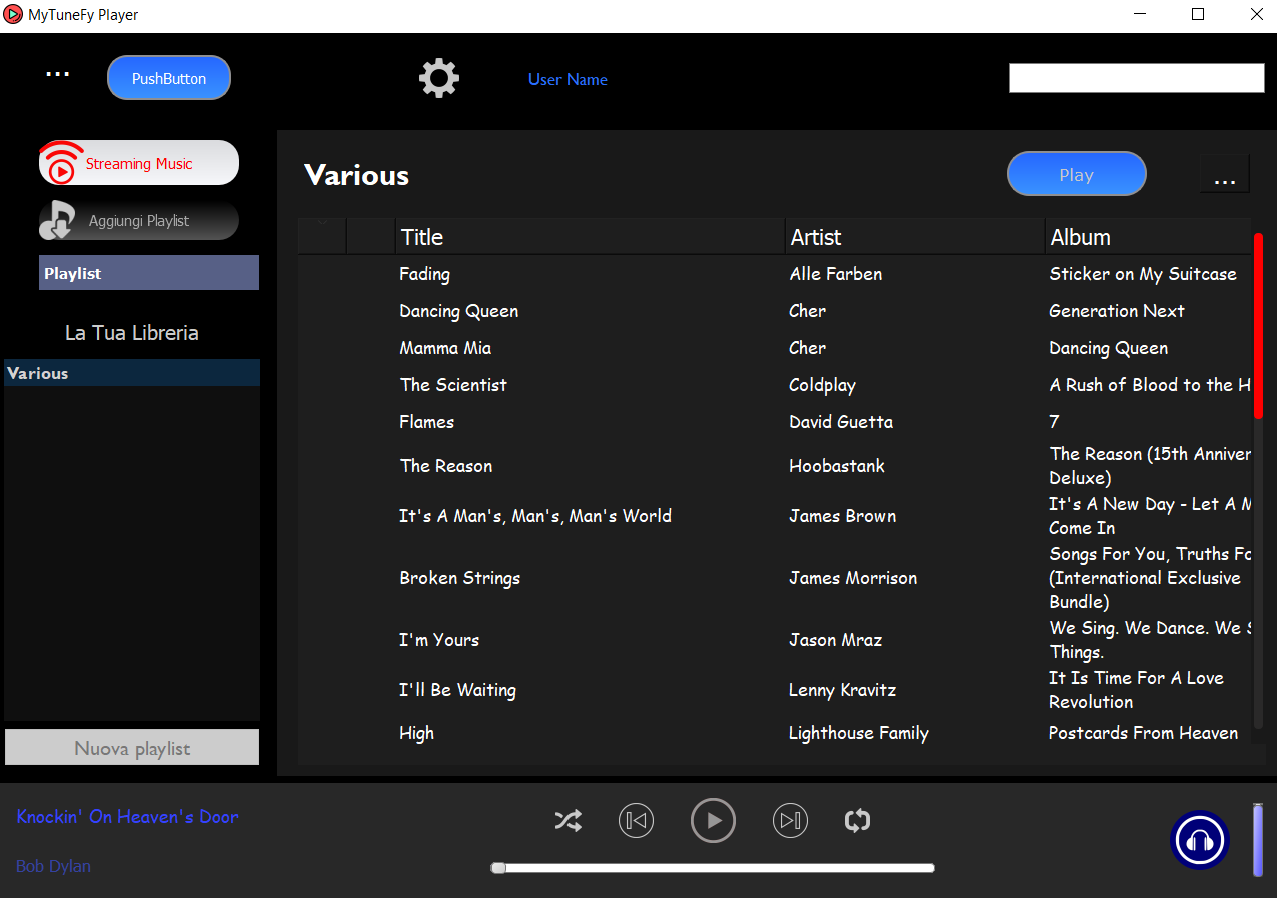 MyTuneFy Player
...
PushButton
User Name
Streaming Music
Aggiungi Playlist
Playlist
La Tua Libreria
Various
Nuova playlist
Various
Play
...
Title Artist Album
Fading Alle Farben Sticker on My Suitcase
Dancing Queen Cher Generation Next
Mamma Mia Cher Dancing Queen
The Scientist Coldplay A Rush of Blood to the H
Flames David Guetta 7
The Reason Hoobastank The Reason (15th Anniver
Deluxe)
It's A Man's, Man's, Man's World James Brown It's A New Day - Let A M
Come In
Broken Strings James Morrison Songs For You, Truths Fo
(International Exclusive
Bundle)
I'm Yours Jason Mraz We Sing. We Dance. We S
Things.
I'll Be Waiting Lenny Kravitz It Is Time For A Love
Revolution
High Lighthouse Family Postcards From Heaven
Knockin' On Heaven's Door
Bob Dylan